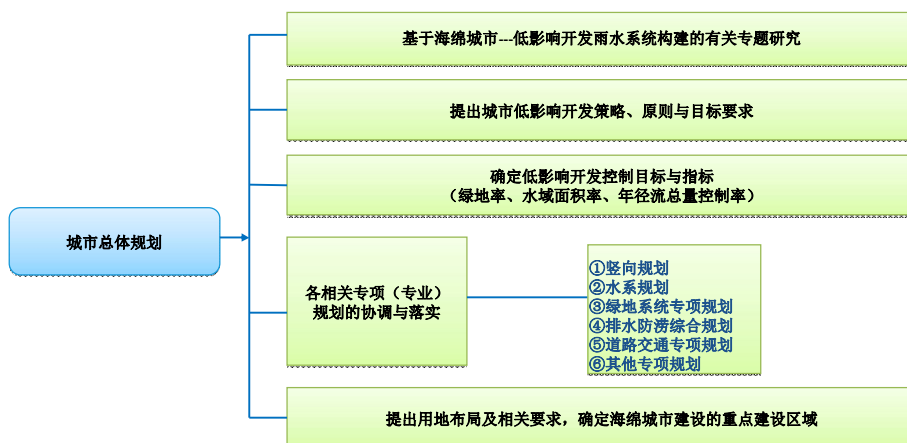 基于海绵城市---低影响开发雨水系统构建的有关专题研究
提出城市低影响开发策略、原则与目标要求
确定低影响开发控制目标与指标
（绿地率、水域面积率、年径流总量控制率）
城市总体规划
各相关专项（专业）
规划的协调与落实
①竖向规划
②水系规划
③绿地系统专项规划
④排水防涝综合规划
⑤道路交通专项规划
⑥其他专项规划
提出用地布局及相关要求，确定海绵城市建设的重点建设区域